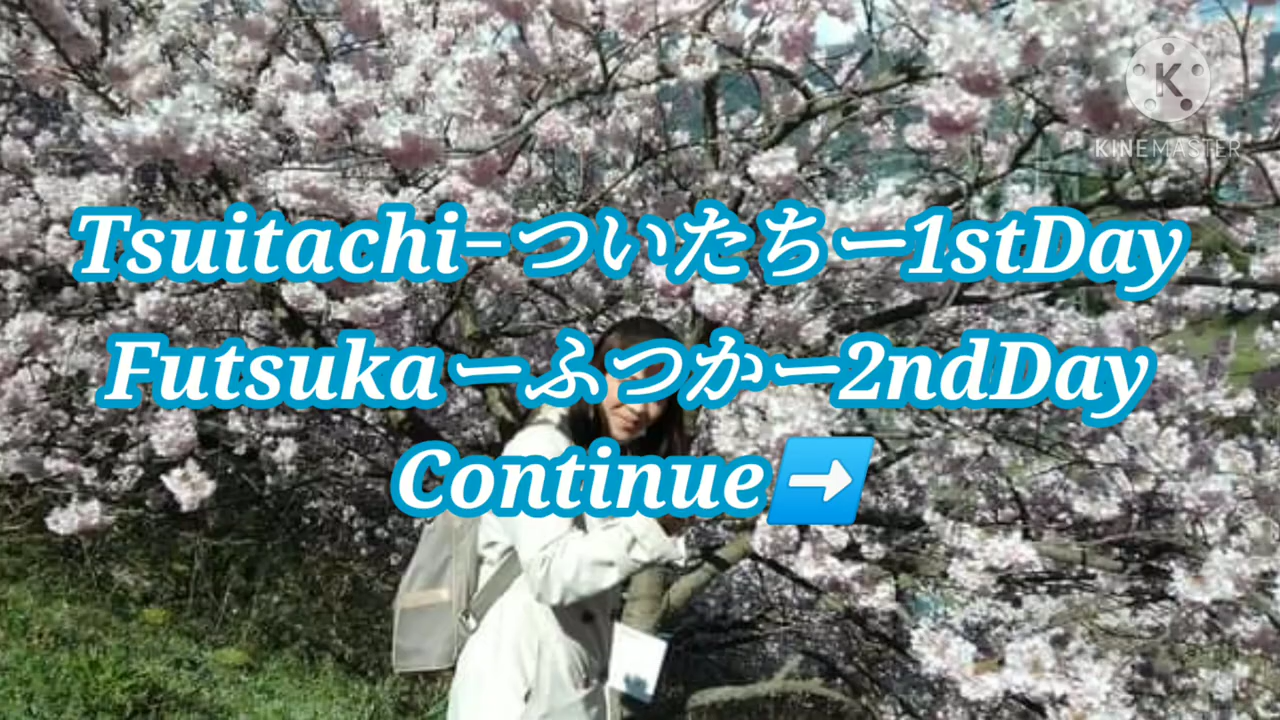 K
KINEMASTER
Tsuitachi-ついたちー1stDay
Futsukaーふつかー2ndDay
Continue➡